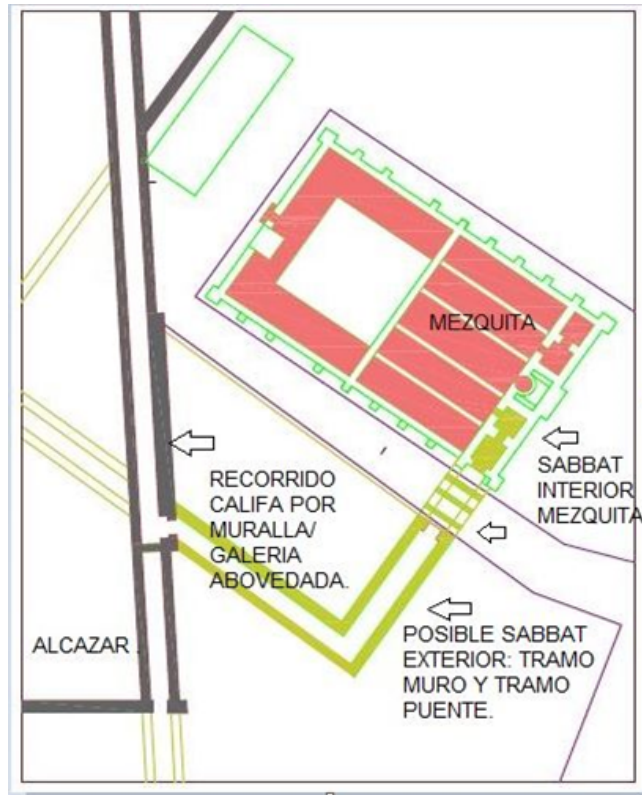 MEZQUITA
SABBAT
INTERIOR
MEZQUITA
RECORRIDO
CALIFA POR
MURALLA/
GALERIA
ABOVEDADA.
ALCAZAR .
POSIBLE SABBAT
EXTERIOR: TRAMO
MURO Y TRAMO
PUENTE.